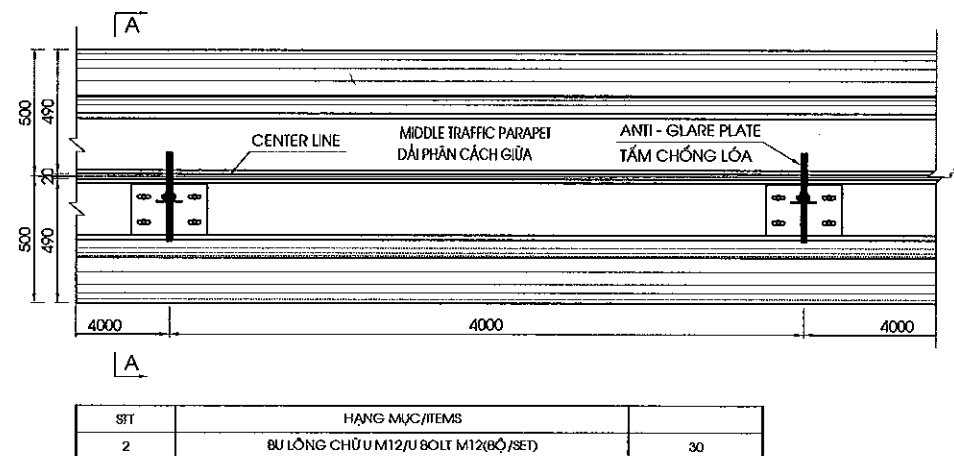 A
500
490
20
500
490
CENTER LINE
MIDDLE TRAFFIC PARAPET
DẢI PHÂN CÁCH GIỮA
ANTI - GLARE PLATE
TẤM CHỐNG LÓA
4000
4000
4000
A
STT HẠNG MỤC/ITEMS
2 BU LÔNG CHỮ U M12/U BOLT M12(BỘ/SET) 30